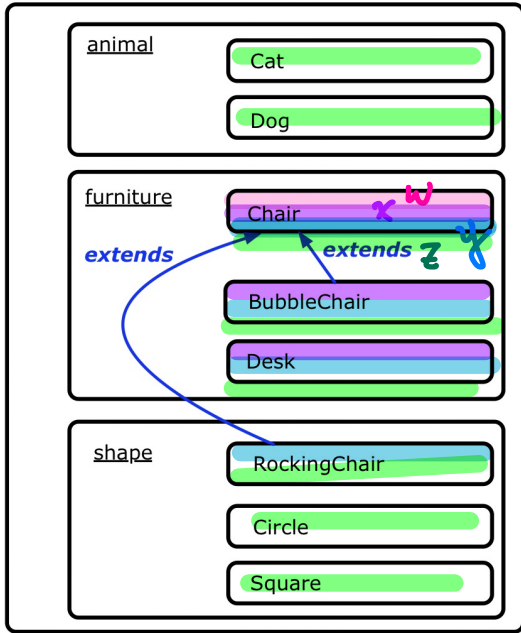 animal
Cat
Dog
furniture
Chair
x
w
extends
extends
z
y
BubbleChair
Desk
shape
RockingChair
Circle
Square